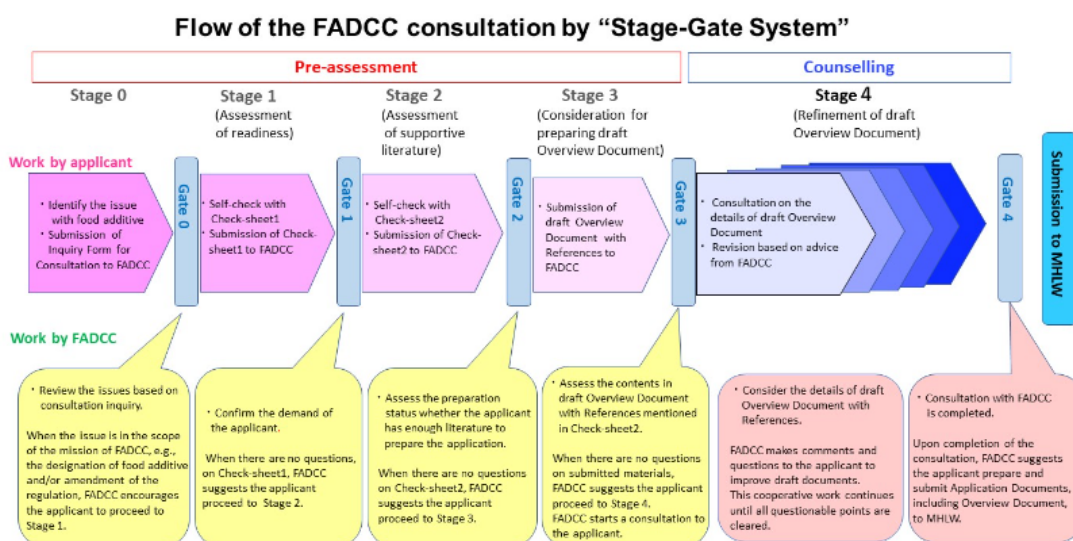 Flow of the FADCC consultation by “Stage-Gate System”
Pre-assessment
Counselling
Stage 0
Stage 1
(Assessment
of readiness)
Stage 2
(Assessment
of supportive
literature)
Stage 3
(Consideration for
preparing draft
Overview Document)
Stage 4
(Refinement of draft
Overview Document)
Work by applicant
・Identify the issue
with food additive
・Submission of
Inquiry Form for
Consultation to FADCC
Gate 0
・Self-check with
Check-sheet1
・Submission of Check-
sheet1 to FADCC
Gate 1
・Self-check with
Check-sheet2
・Submission of Check-
sheet2 to FADCC
Gate 2
・Submission of
draft Overview
Document with
References to
FADCC
Gate 3
・Consultation on the
details of draft Overview
Document
・Revision based on advice
from FADCC
Gate 4
Submission to MHLW
Work by FADCC
・Review the issues based on
consultation inquiry.
When the issue is in the scope
of the mission of FADCC, e.g.,
the designation of food additive
and/or amendment of the
regulation, FADCC encourages
the applicant to proceed to
Stage 1.
・Confirm the demand of
the applicant.
When there are no questions,
on Check-sheet1, FADCC
suggests the applicant
proceed to Stage 2.
・Assess the preparation
status whether the applicant
has enough literature to
prepare the application.
When there are no questions
on Check-sheet2, FADCC
suggests the applicant
proceed to Stage 3.
・Assess the contents in
draft Overview Document
with References mentioned
in Check-sheet2.
When there are no questions
on submitted materials,
FADCC suggests the applicant
proceed to Stage 4.
FADCC starts a consultation to
the applicant.
・Consider the details of draft
Overview Document with
References.
FADCC makes comments and
questions to the applicant to
improve draft documents.
This cooperative work continues
until all questionable points are
cleared.
・Consultation with FADCC
is completed.
Upon completion of the
consultation, FADCC suggests
the applicant prepare and
submit Application Documents,
including Overview Document,
to MHLW.